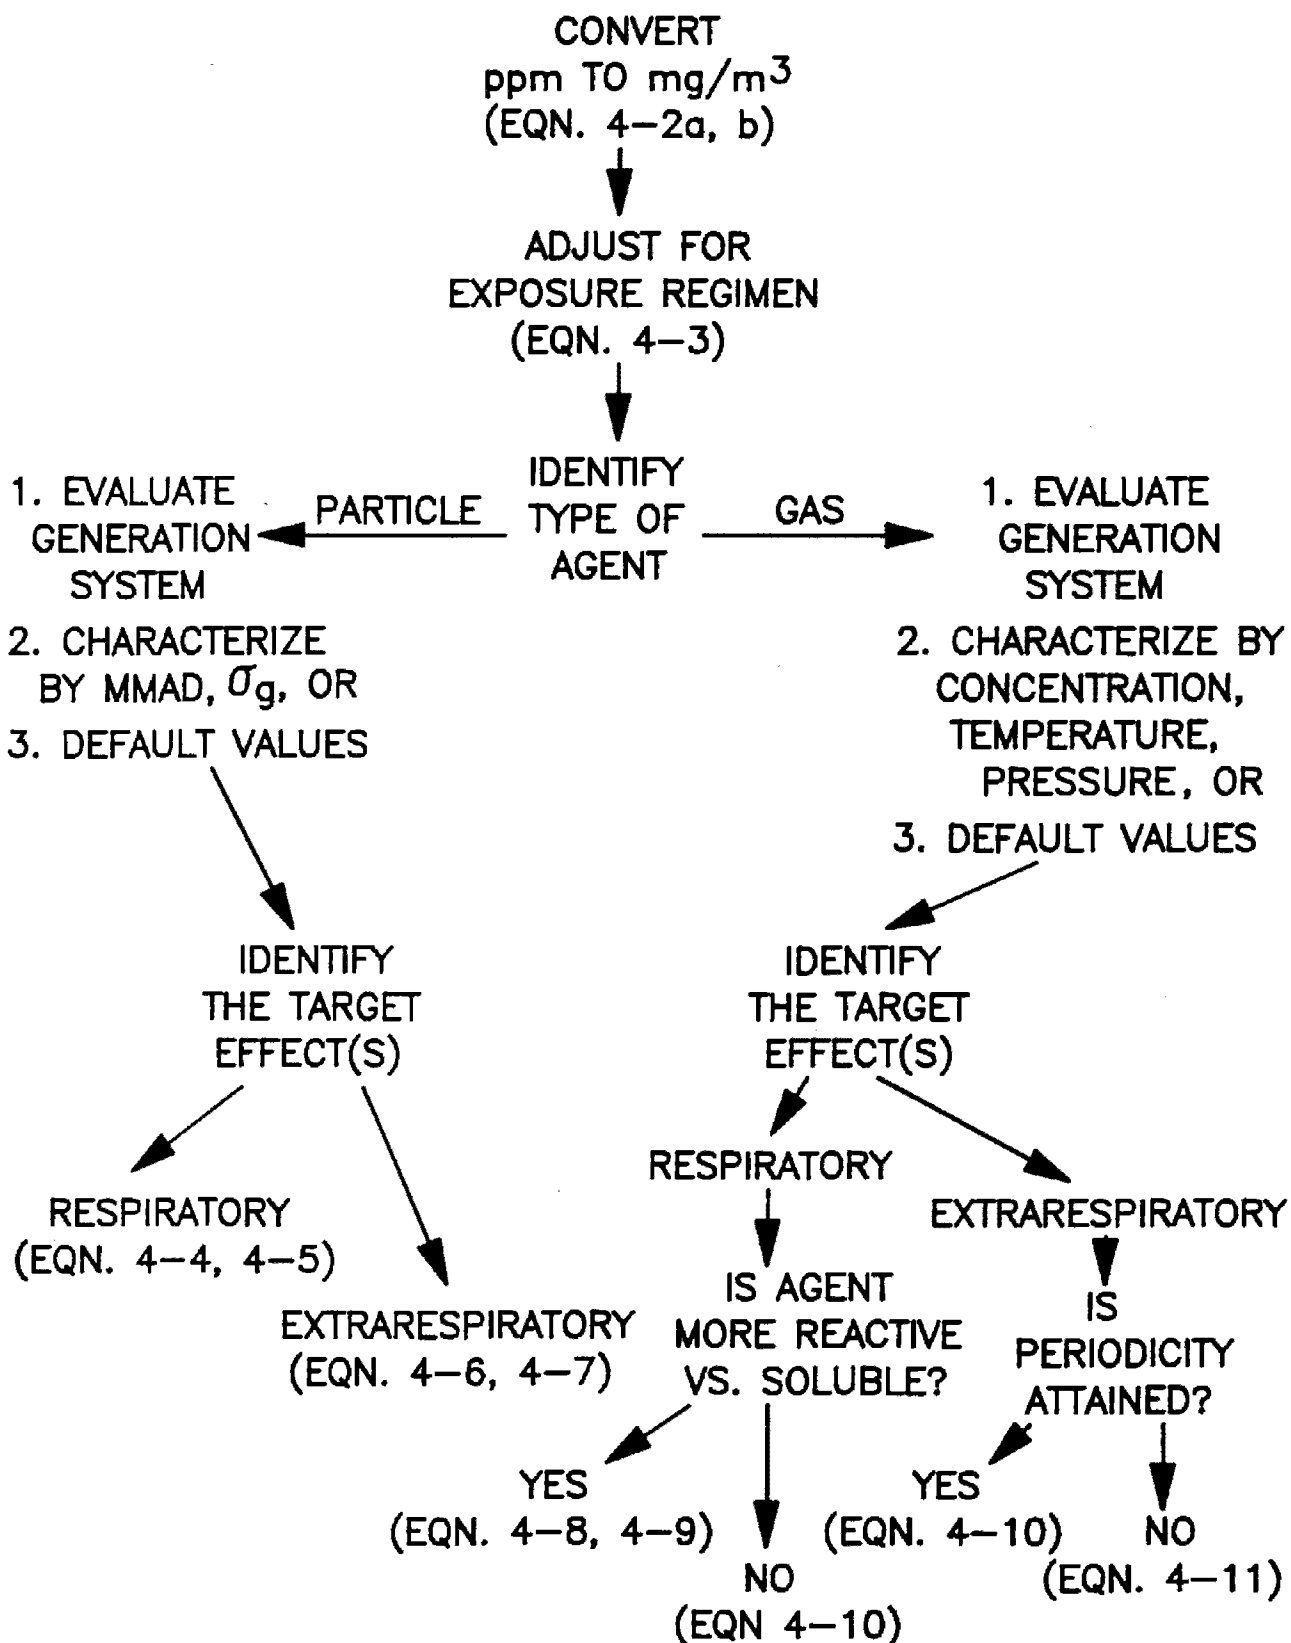 CONVERT
ppm TO mg/m³
(EQN. 4-2a, b)
ADJUST FOR
EXPOSURE REGIMEN
(EQN. 4-3)
IDENTIFY
TYPE OF
AGENT
PARTICLE
GAS
1. EVALUATE
GENERATION
SYSTEM
2. CHARACTERIZE
BY MMAD, σg, OR
3. DEFAULT VALUES
1. EVALUATE
GENERATION
SYSTEM
2. CHARACTERIZE BY
CONCENTRATION,
TEMPERATURE,
PRESSURE, OR
3. DEFAULT VALUES
IDENTIFY
THE TARGET
EFFECT(S)
RESPIRATORY
(EQN. 4-4, 4-5)
EXTRARESPIRATORY
(EQN. 4-6, 4-7)
IDENTIFY
THE TARGET
EFFECT(S)
RESPIRATORY
IS AGENT
MORE REACTIVE
VS. SOLUBLE?
YES
(EQN. 4-8, 4-9)
NO
(EQN 4-10)
EXTRARESPIRATORY
IS
PERIODICITY
ATTAINED?
YES
(EQN. 4-10)
NO
(EQN. 4-11)